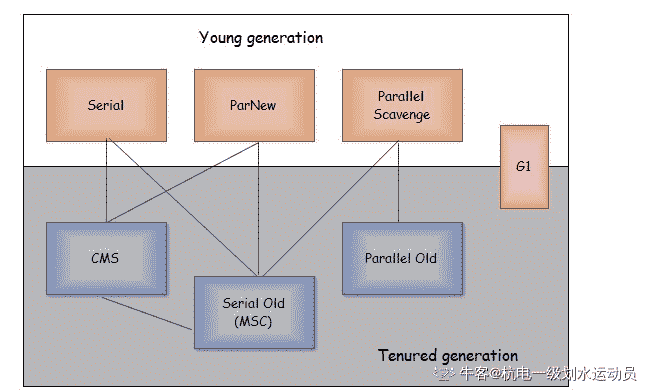 Young generation
Serial
ParNew
Parallel
Scavenge
G1
CMS
Serial Old
(MSC)
Parallel Old
Tenured generation
牛客@杭电一级划水运动员